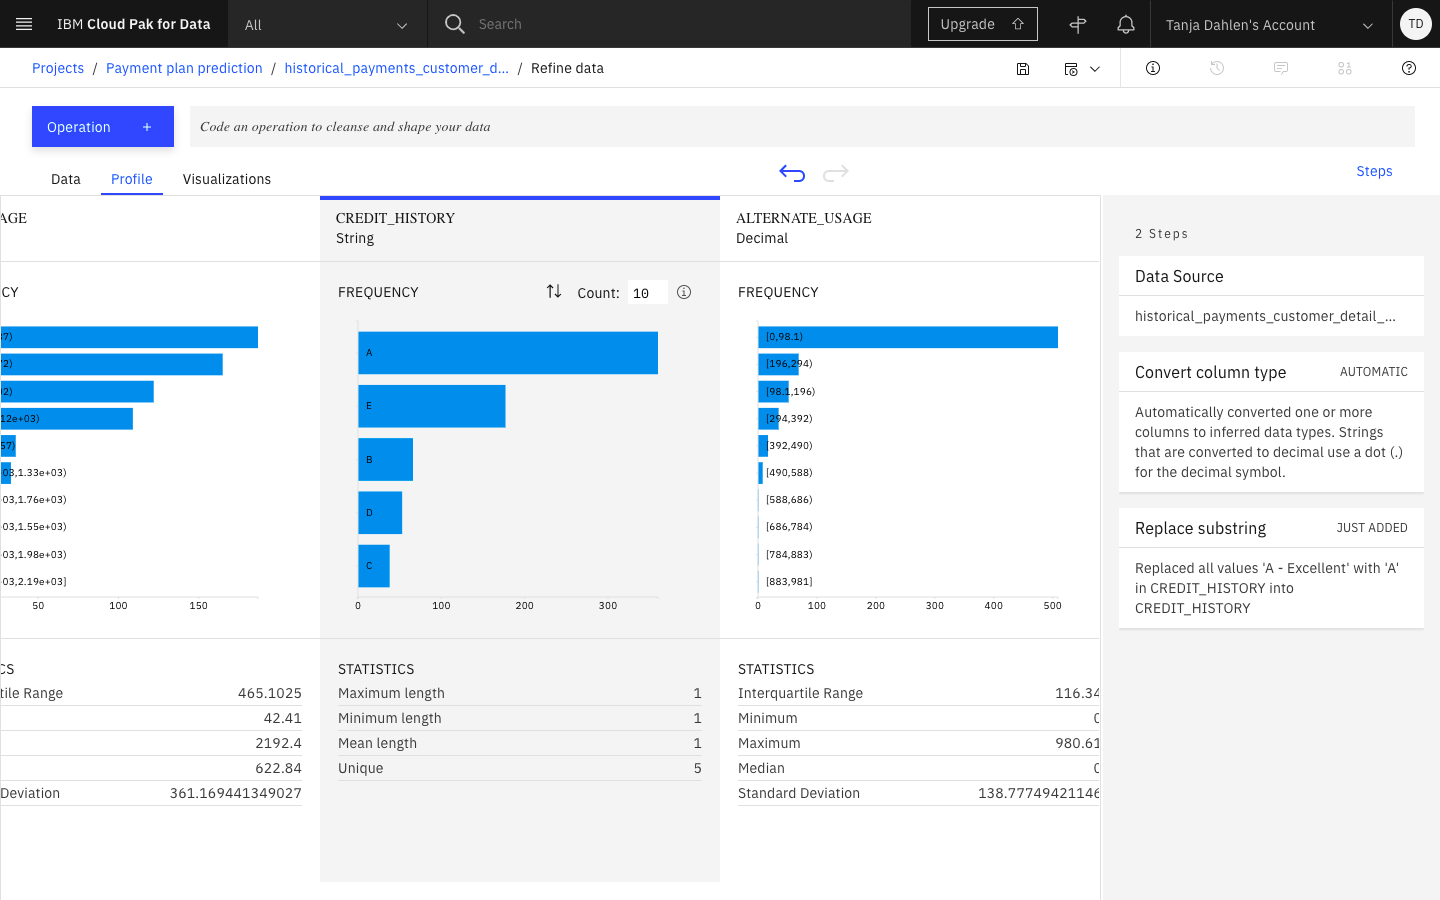 IBM Cloud Pak for Data
All
Search
Upgrade
Tanja Dahlen's Account
TD
Projects / Payment plan prediction / historical_payments_customer_d... / Refine data
Operation +
Code an operation to cleanse and shape your data
Data Profile Visualizations
Steps
AGE
CREDIT_HISTORY
String
ALTERNATE_USAGE
Decimal
CY
12e+03)
03,1.33e+03)
03,1.76e+03)
03,1.55e+03)
03,1.98e+03)
03,2.19e+03]
50 100 150
FREQUENCY
Count: 10
A
E
B
D
C
0 100 200 300
FREQUENCY
[0,98.1)
[196,294)
[98.1,196)
[294,392)
[392,490)
[490,588)
[588,686)
[686,784)
[784,883)
[883,981]
0 100 200 300 400 500
CS
tile Range 465.1025
42.41
2192.4
622.84
Deviation 361.169441349027
STATISTICS
Maximum length 1
Minimum length 1
Mean length 1
Unique 5
STATISTICS
Interquartile Range 116.34
Minimum 0
Maximum 980.61
Median 0
Standard Deviation 138.77749421146
2 Steps
Data Source
historical_payments_customer_detail_...
Convert column type AUTOMATIC
Automatically converted one or more
columns to inferred data types. Strings
that are converted to decimal use a dot (.)
for the decimal symbol.
Replace substring JUST ADDED
Replaced all values 'A - Excellent' with 'A'
in CREDIT_HISTORY into
CREDIT_HISTORY